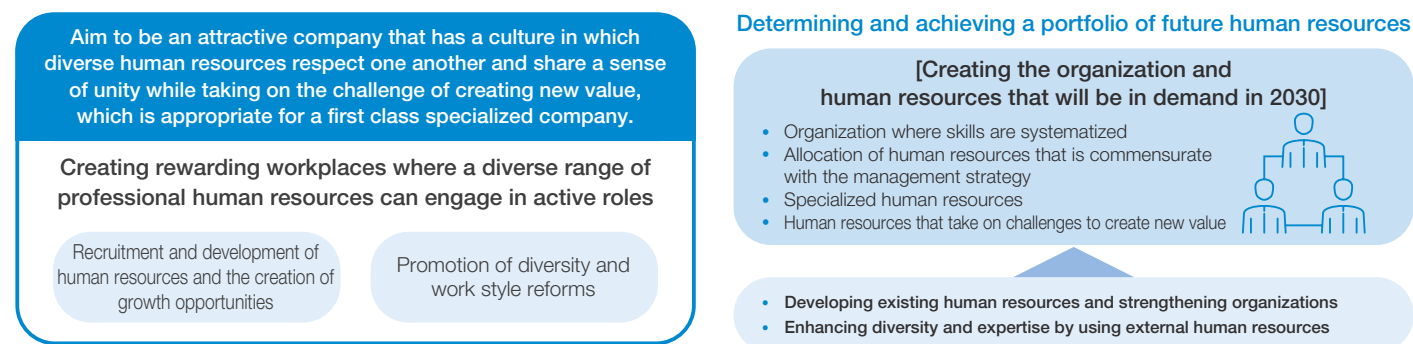 Aim to be an attractive company that has a culture in which
diverse human resources respect one another and share a sense
of unity while taking on the challenge of creating new value,
which is appropriate for a first class specialized company.
Creating rewarding workplaces where a diverse range of
professional human resources can engage in active roles
Recruitment and development of
human resources and the creation of
growth opportunities
Promotion of diversity and
work style reforms
Determining and achieving a portfolio of future human resources
[Creating the organization and
human resources that will be in demand in 2030]
• Organization where skills are systematized
• Allocation of human resources that is commensurate
with the management strategy
• Specialized human resources
• Human resources that take on challenges to create new value
• Developing existing human resources and strengthening organizations
• Enhancing diversity and expertise by using external human resources